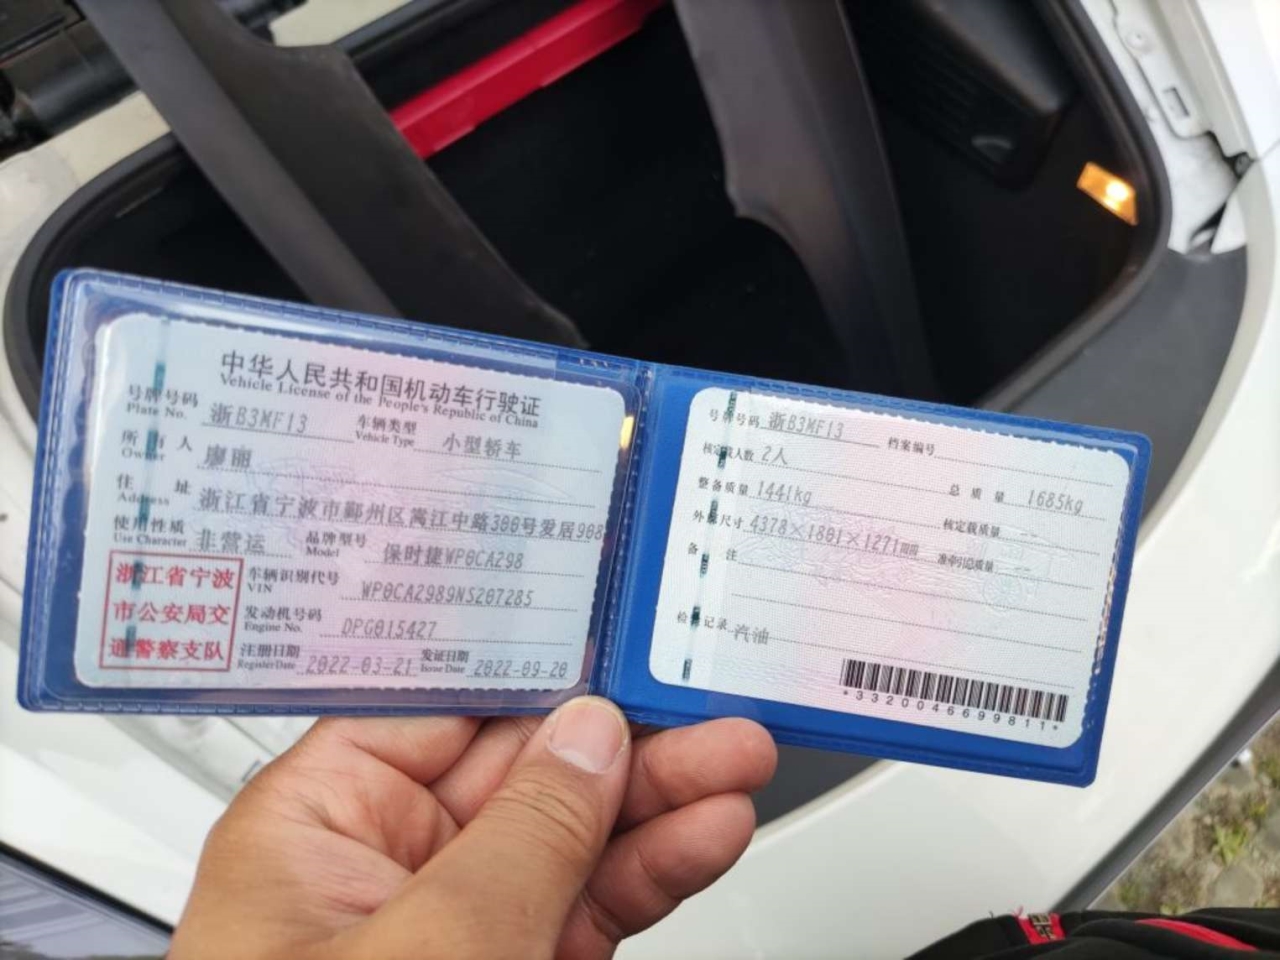 中华人民共和国机动车行驶证
Vehicle License of the People's Republic of China
号牌号码 浙B3MF13 车辆类型 小型轿车
Plate No. Vehicle Type
所有人 廖丽
Owner
住址 浙江省宁波市鄞州区嵩江中路300号爱居908
Address
使用性质 非营运 品牌型号 保时捷WP0CA298
Use Character Model
浙江省宁波
市公安局交
通警察支队
车辆识别代号 WP0CA2989NS207285
VIN
发动机号码 DPG015427
Engine No.
注册日期 2022-03-21 发证日期 2022-09-20
Register Date Issue Date
号牌号码 浙B3MF13 档案编号
核定载人数 2人 总质量 1685kg
整备质量 1441kg 核定载质量 --
外廓尺寸 4378×1801×1271mm 准牵引总质量 --
备注
检验记录 汽油
*3320046699811*